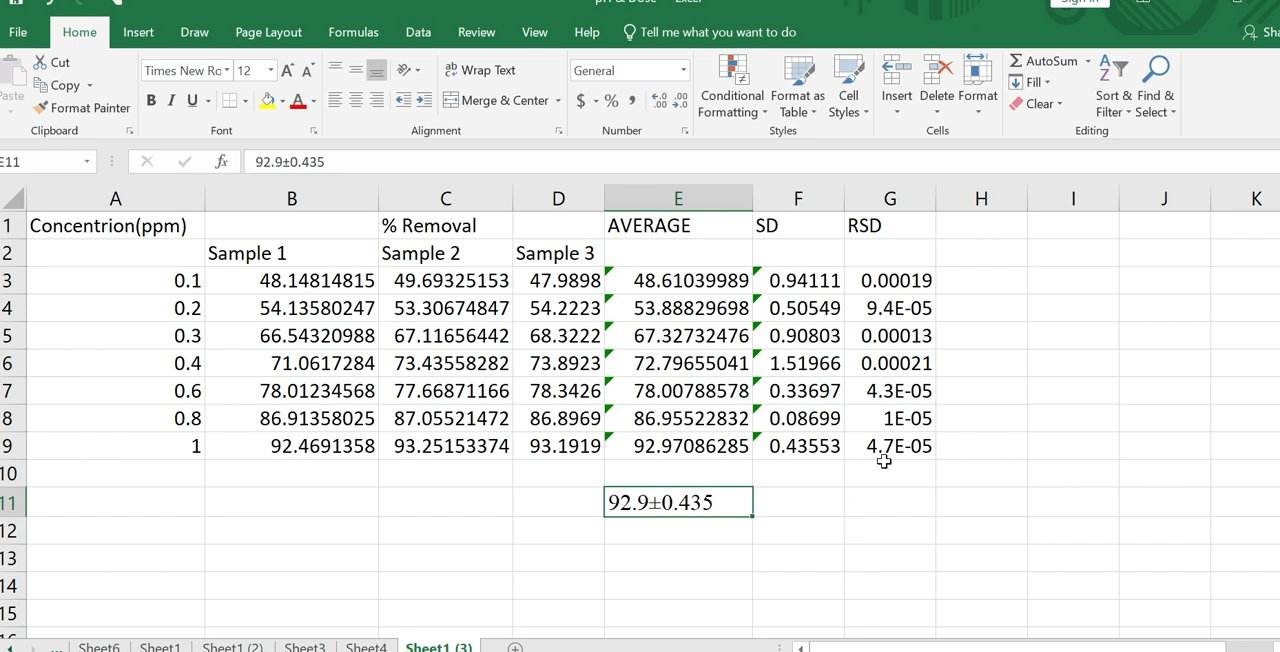 File Home Insert Draw Page Layout Formulas Data Review View Help Tell me what you want to do
Cut
Copy
Format Painter
Clipboard
Times New Ro 12 A A
B I U A
Font
Wrap Text
Merge & Center
Alignment
General
$ % ,
Number
Conditional Formatting
Format as Table
Cell Styles
Styles
Insert Delete Format
Cells
AutoSum
Fill
Clear
Sort & Filter
Find & Select
Editing
E11 fx 92.9±0.435
A B C D E F G H I J K
1 Concentrion(ppm) % Removal AVERAGE SD RSD
2 Sample 1 Sample 2 Sample 3
3 0.1 48.14814815 49.69325153 47.9898 48.61039989 0.94111 0.00019
4 0.2 54.13580247 53.30674847 54.2223 53.88829698 0.50549 9.4E-05
5 0.3 66.54320988 67.11656442 68.3222 67.32732476 0.90803 0.00013
6 0.4 71.0617284 73.43558282 73.8923 72.79655041 1.51966 0.00021
7 0.6 78.01234568 77.66871166 78.3426 78.00788578 0.33697 4.3E-05
8 0.8 86.91358025 87.05521472 86.8969 86.95522832 0.08699 1E-05
9 1 92.4691358 93.25153374 93.1919 92.97086285 0.43553 4.7E-05
10
11 92.9±0.435
12
13
14
15
... Sheet6 Sheet1 Sheet1 (2) Sheet3 Sheet4 Sheet1 (3)